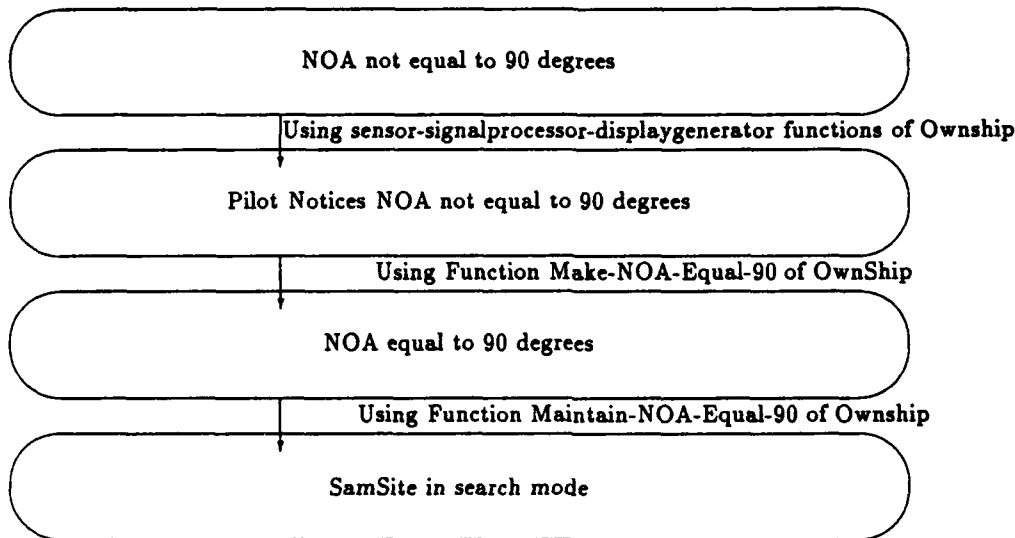 NOA not equal to 90 degrees
Using sensor-signalprocessor-displaygenerator functions of Ownship
Pilot Notices NOA not equal to 90 degrees
Using Function Make-NOA-Equal-90 of OwnShip
NOA equal to 90 degrees
Using Function Maintain-NOA-Equal-90 of Ownship
SamSite in search mode